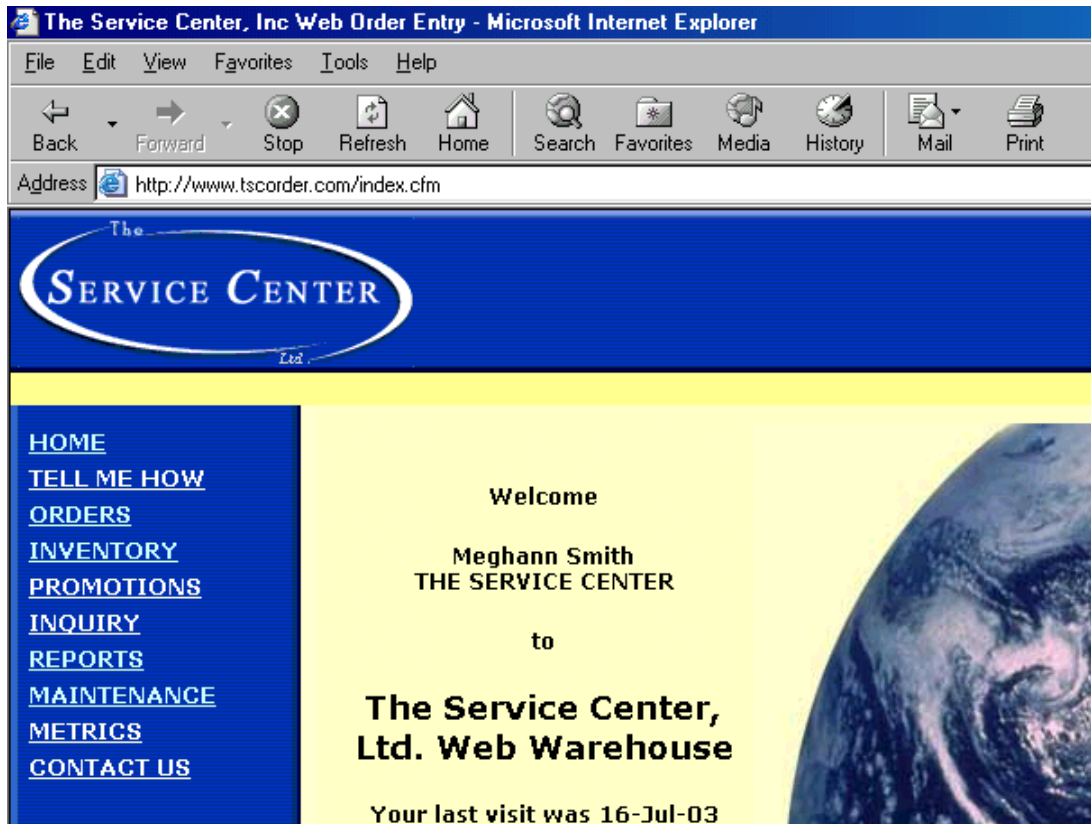 The Service Center, Inc Web Order Entry - Microsoft Internet Explorer
File Edit View Favorites Tools Help
Back Forward Stop Refresh Home Search Favorites Media History Mail Print
Address http://www.tscorder.com/index.cfm
The
SERVICE CENTER
Ltd.
HOME
TELL ME HOW
ORDERS
INVENTORY
PROMOTIONS
INQUIRY
REPORTS
MAINTENANCE
METRICS
CONTACT US
Welcome
Meghann Smith
THE SERVICE CENTER
to
The Service Center,
Ltd. Web Warehouse
Your last visit was 16-Jul-03